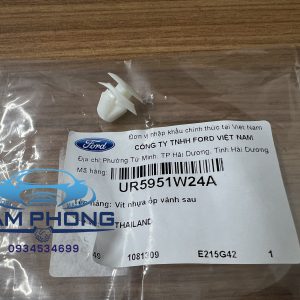 Đơn vị nhập khẩu chính thức tại Việt Nam
Ford
CÔNG TY TNHH FORD VIỆT NAM
Địa chỉ: Phường Tứ Minh, TP Hải Dương, Tỉnh Hải Dương
Mã hàng:
UR5951W24A
hàng: Vít nhựa ốp vành sau
AM PHONG
THAILAND
0934534699
1081309 E215G42 1